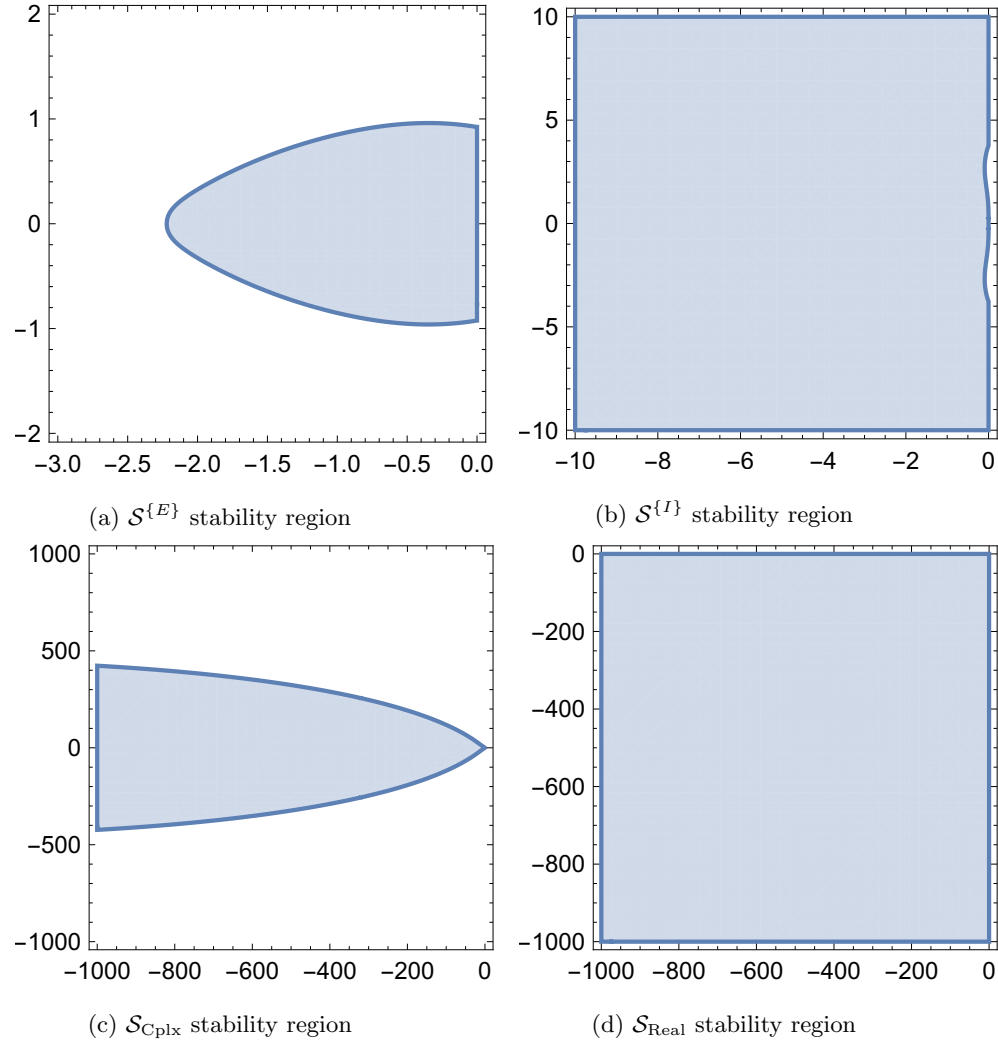 2
1
0
−1
−2
−3.0 −2.5 −2.0 −1.5 −1.0 −0.5 0.0
(a) 𝒮^{E} stability region
10
5
0
−5
−10
−10 −8 −6 −4 −2 0
(b) 𝒮^{I} stability region
1000
500
0
−500
−1000
−1000 −800 −600 −400 −200 0
(c) 𝒮_Cplx stability region
0
−200
−400
−600
−800
−1000
−1000 −800 −600 −400 −200 0
(d) 𝒮_Real stability region